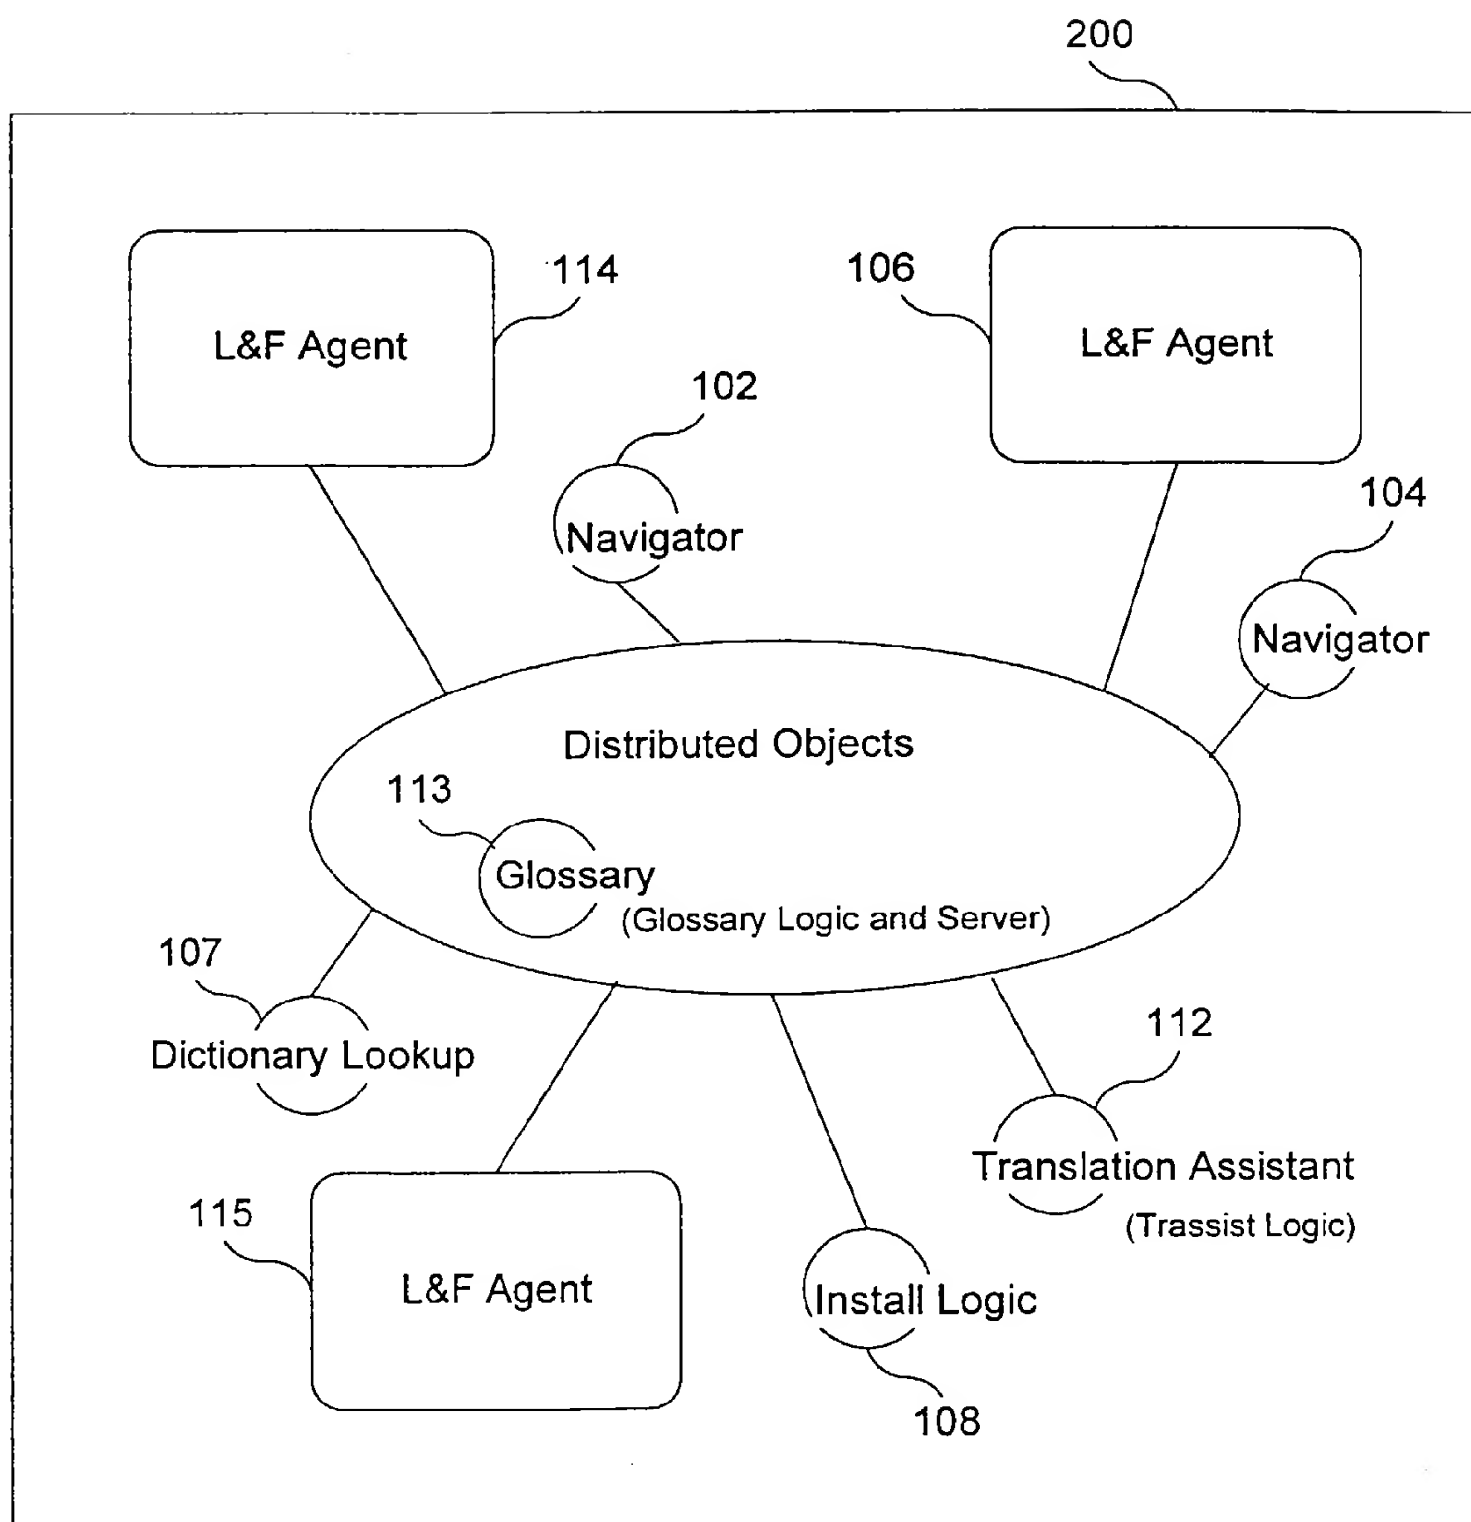 200
114
106
L&F Agent
L&F Agent
102
104
Navigator
Navigator
Distributed Objects
113
Glossary
(Glossary Logic and Server)
107
112
Dictionary Lookup
Translation Assistant
115
(Trassist Logic)
L&F Agent
Install Logic
108